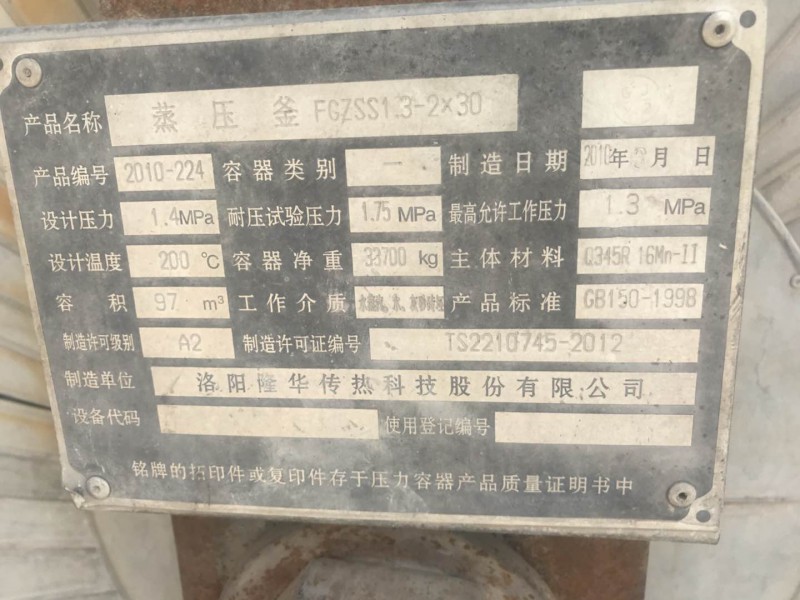 产品名称 蒸压釜 FGZSS1.3-2×30
产品编号 2010-224 容器类别 一 制造日期 2010年 月 日
设计压力 1.4MPa 耐压试验压力 1.75 MPa 最高允许工作压力 1.3 MPa
设计温度 200 ℃ 容器净重 33700 kg 主体材料 Q345R 16Mn-II
容积 97 m³ 工作介质 产品标准 GB150-1998
制造许可级别 A2 制造许可证编号 TS2210745-2012
制造单位 洛阳隆华传热科技股份有限公司
设备代码 使用登记编号
铭牌的拓印件或复印件存于压力容器产品质量证明书中